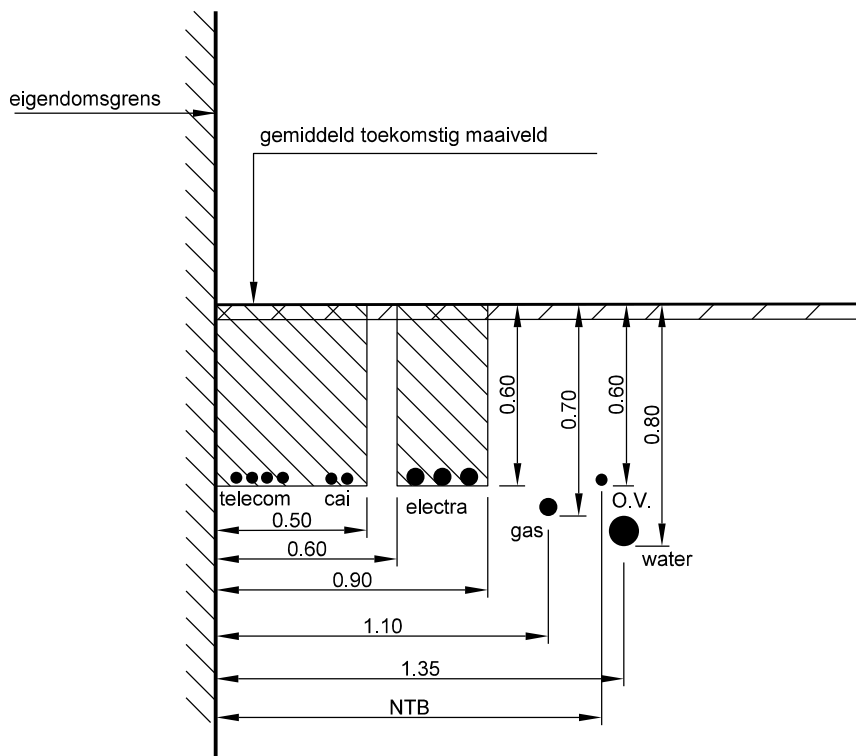 eigendomsgrens
gemiddeld toekomstig maaiveld
0.60
0.70
0.60
0.80
telecom
cai
electra
O.V.
gas
water
0.50
0.60
0.90
1.10
1.35
NTB